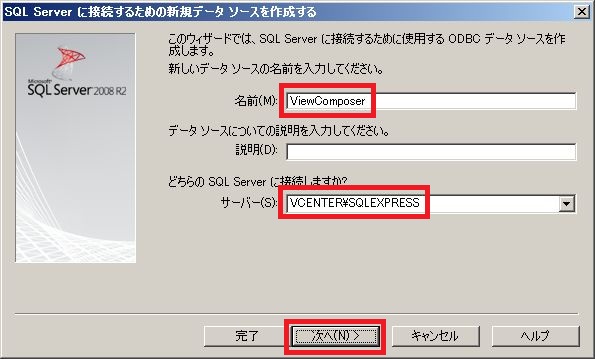 SQL Server に接続するための新規データ ソースを作成する
このウィザードでは、SQL Server に接続するために使用する ODBC データ ソースを作
成します。
新しいデータ ソースの名前を入力してください。
Microsoft
SQL Server 2008 R2
名前(M): ViewComposer
データ ソースについての説明を入力してください。
説明(D):
どちらの SQL Server に接続しますか?
サーバー(S): VCENTER¥SQLEXPRESS
完了 次へ(N) > キャンセル ヘルプ